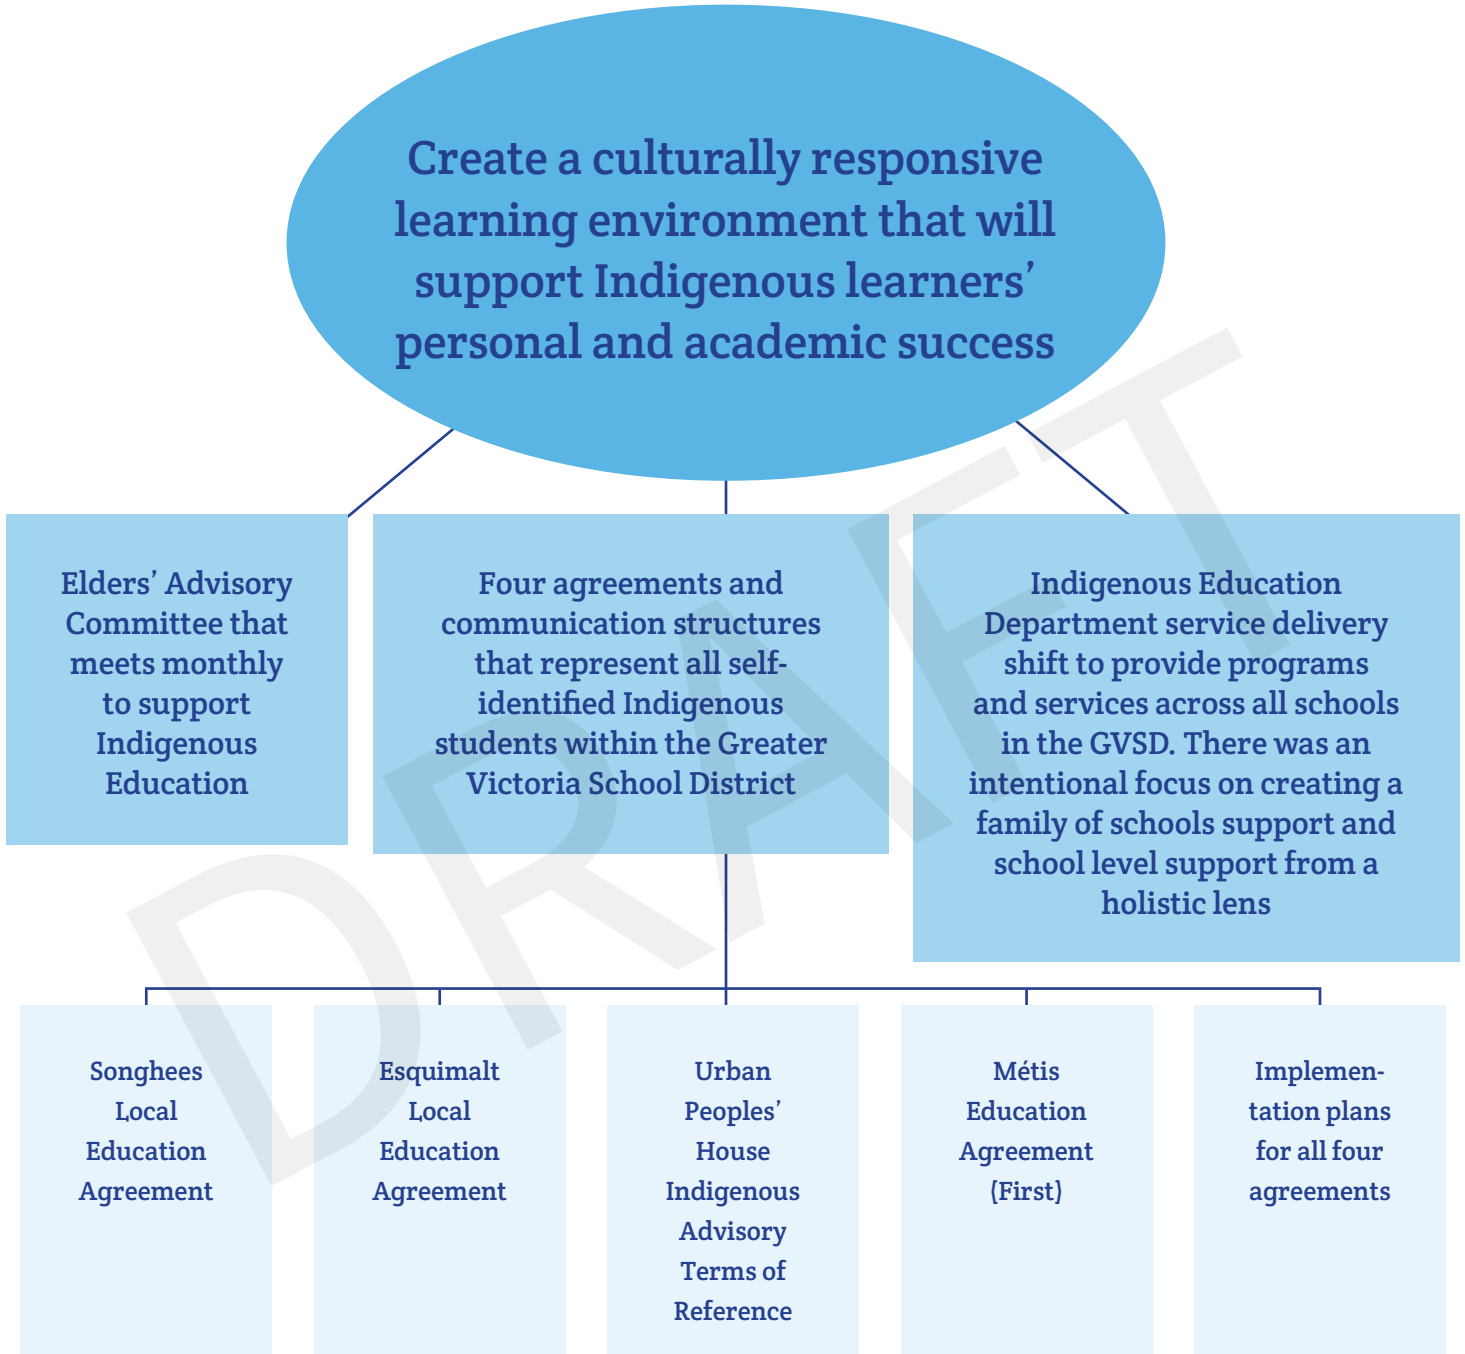 Create a culturally responsive
learning environment that will
support Indigenous learners’
personal and academic success
Elders’ Advisory
Committee that
meets monthly
to support
Indigenous
Education
Four agreements and
communication structures
that represent all self-
identified Indigenous
students within the Greater
Victoria School District
Indigenous Education
Department service delivery
shift to provide programs
and services across all schools
in the GVSD. There was an
intentional focus on creating a
family of schools support and
school level support from a
holistic lens
Songhees
Local
Education
Agreement
Esquimalt
Local
Education
Agreement
Urban
Peoples’
House
Indigenous
Advisory
Terms of
Reference
Métis
Education
Agreement
(First)
Implemen-
tation plans
for all four
agreements
DRAFT